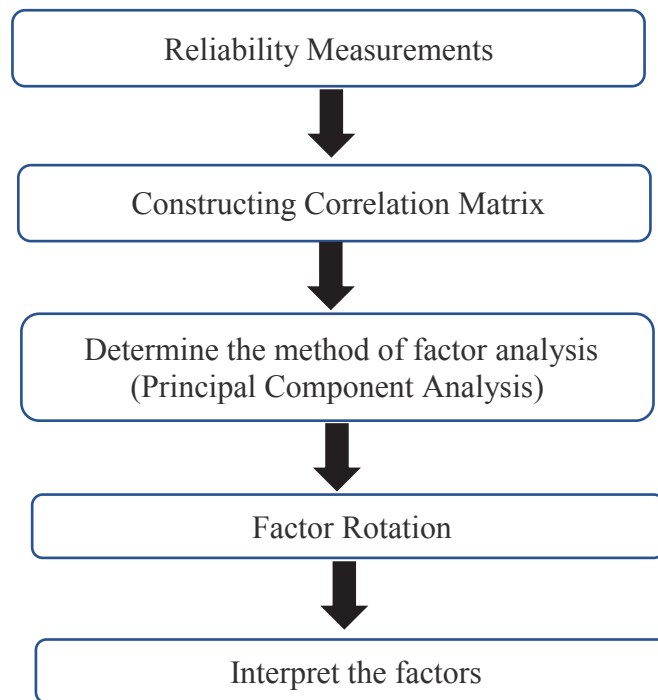 Reliability Measurements
Constructing Correlation Matrix
Determine the method of factor analysis
(Principal Component Analysis)
Factor Rotation
Interpret the factors